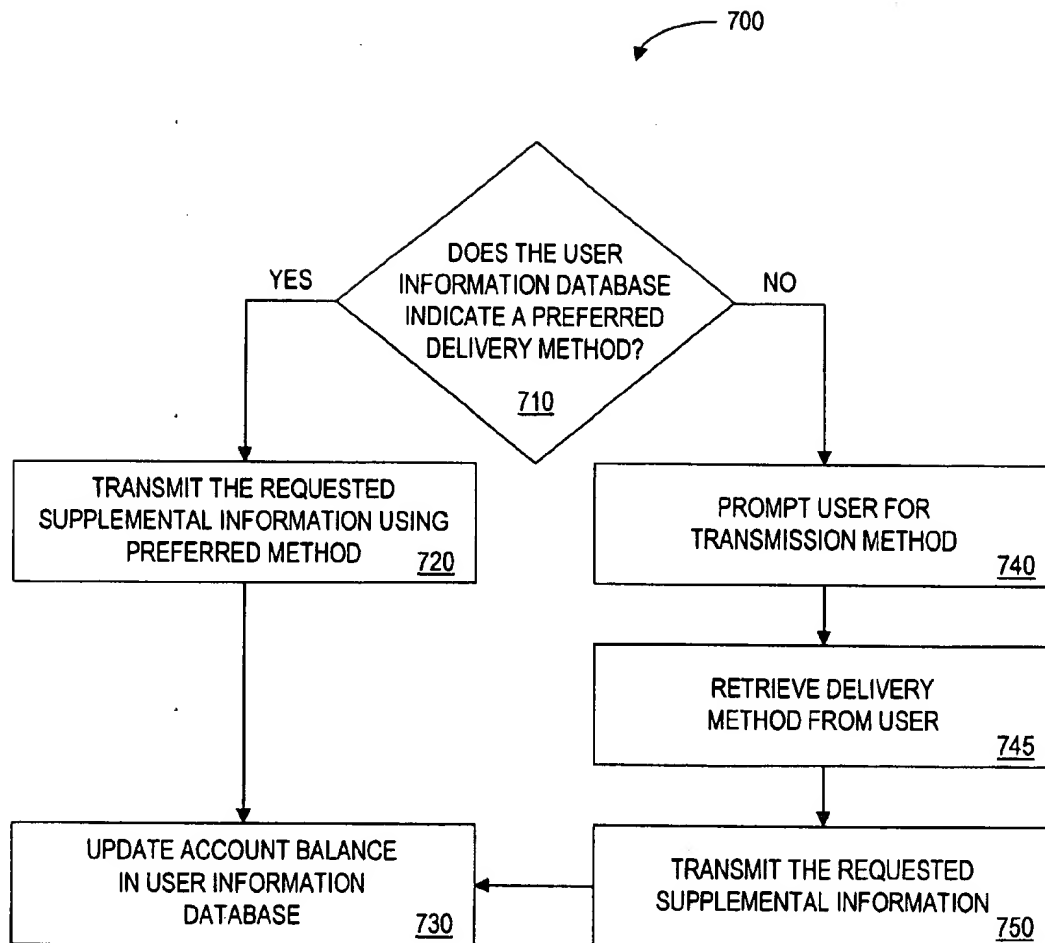 700
DOES THE USER
INFORMATION DATABASE
INDICATE A PREFERRED
DELIVERY METHOD?
710
YES
NO
TRANSMIT THE REQUESTED
SUPPLEMENTAL INFORMATION USING
PREFERRED METHOD
720
PROMPT USER FOR
TRANSMISSION METHOD
740
RETRIEVE DELIVERY
METHOD FROM USER
745
UPDATE ACCOUNT BALANCE
IN USER INFORMATION
DATABASE
730
TRANSMIT THE REQUESTED
SUPPLEMENTAL INFORMATION
750